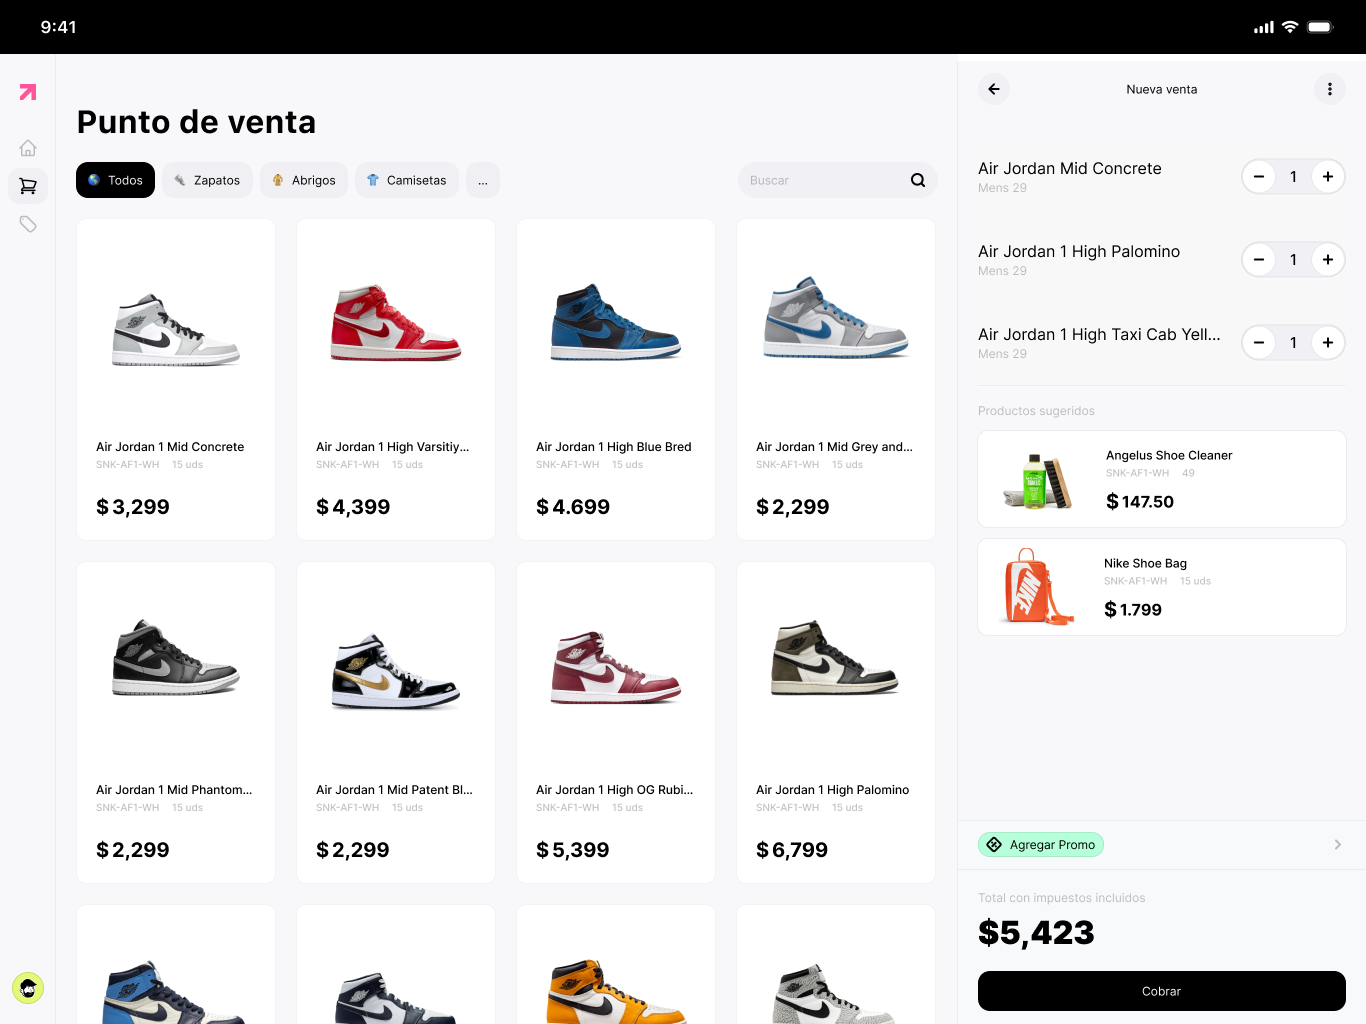 9:41
Punto de venta
Todos
Zapatos
Abrigos
Camisetas
...
Buscar
Air Jordan 1 Mid Concrete
SNK-AF1-WH 15 uds
$3,299
Air Jordan 1 High Varsitiy...
SNK-AF1-WH 15 uds
$4,399
Air Jordan 1 High Blue Bred
SNK-AF1-WH 15 uds
$4.699
Air Jordan 1 Mid Grey and...
SNK-AF1-WH 15 uds
$2,299
Air Jordan 1 Mid Phantom...
SNK-AF1-WH 15 uds
$2,299
Air Jordan 1 Mid Patent Bl...
SNK-AF1-WH 15 uds
$2,299
Air Jordan 1 High OG Rubi...
SNK-AF1-WH 15 uds
$5,399
Air Jordan 1 High Palomino
SNK-AF1-WH 15 uds
$6,799
Nueva venta
Air Jordan Mid Concrete
Mens 29
− 1 +
Air Jordan 1 High Palomino
Mens 29
− 1 +
Air Jordan 1 High Taxi Cab Yell...
Mens 29
− 1 +
Productos sugeridos
Angelus Shoe Cleaner
SNK-AF1-WH 49
$147.50
NIKE
Nike Shoe Bag
SNK-AF1-WH 15 uds
$1.799
Agregar Promo
Total con impuestos incluidos
$5,423
Cobrar